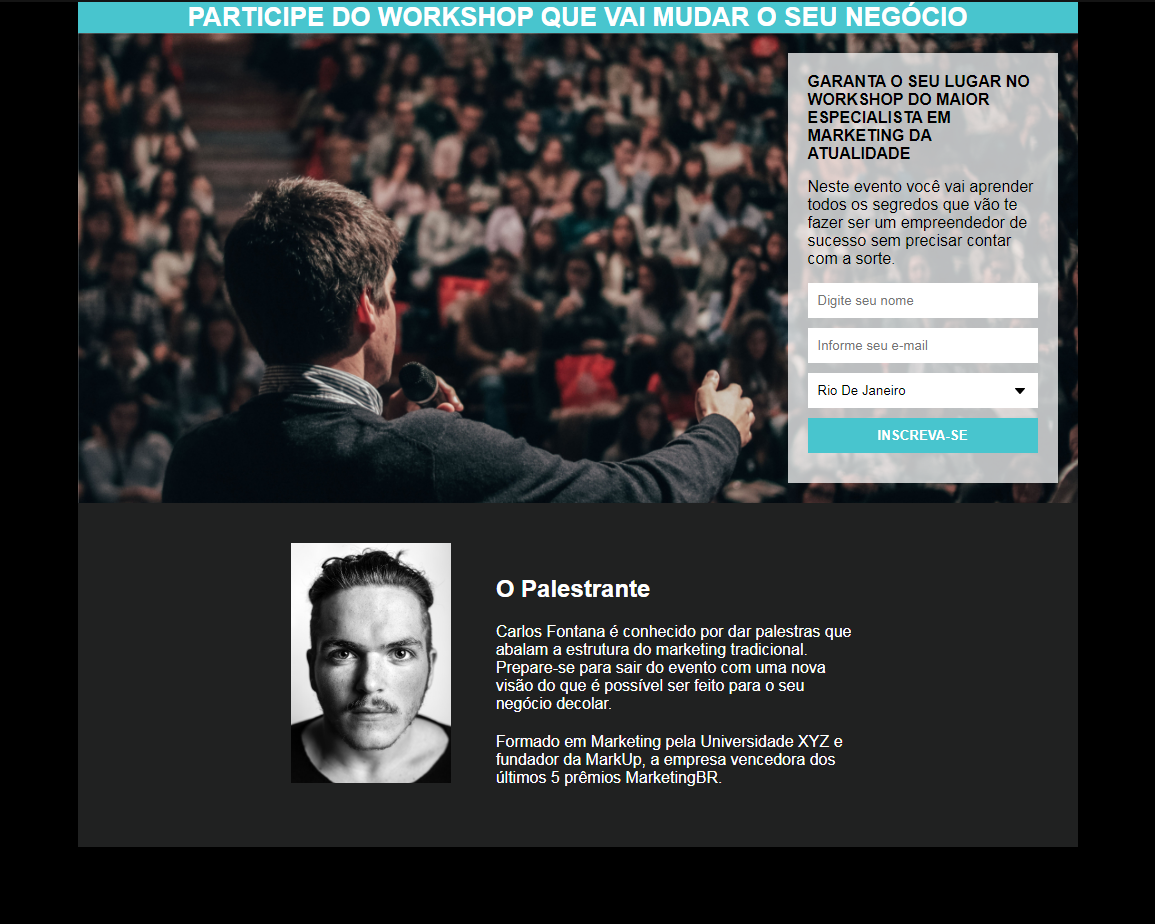 PARTICIPE DO WORKSHOP QUE VAI MUDAR O SEU NEGÓCIO
GARANTA O SEU LUGAR NO
WORKSHOP DO MAIOR
ESPECIALISTA EM
MARKETING DA
ATUALIDADE
Neste evento você vai aprender
todos os segredos que vão te
fazer ser um empreendedor de
sucesso sem precisar contar
com a sorte.
Digite seu nome
Informe seu e-mail
Rio De Janeiro
INSCREVA-SE
O Palestrante
Carlos Fontana é conhecido por dar palestras que
abalam a estrutura do marketing tradicional.
Prepare-se para sair do evento com uma nova
visão do que é possível ser feito para o seu
negócio decolar.
Formado em Marketing pela Universidade XYZ e
fundador da MarkUp, a empresa vencedora dos
últimos 5 prêmios MarketingBR.